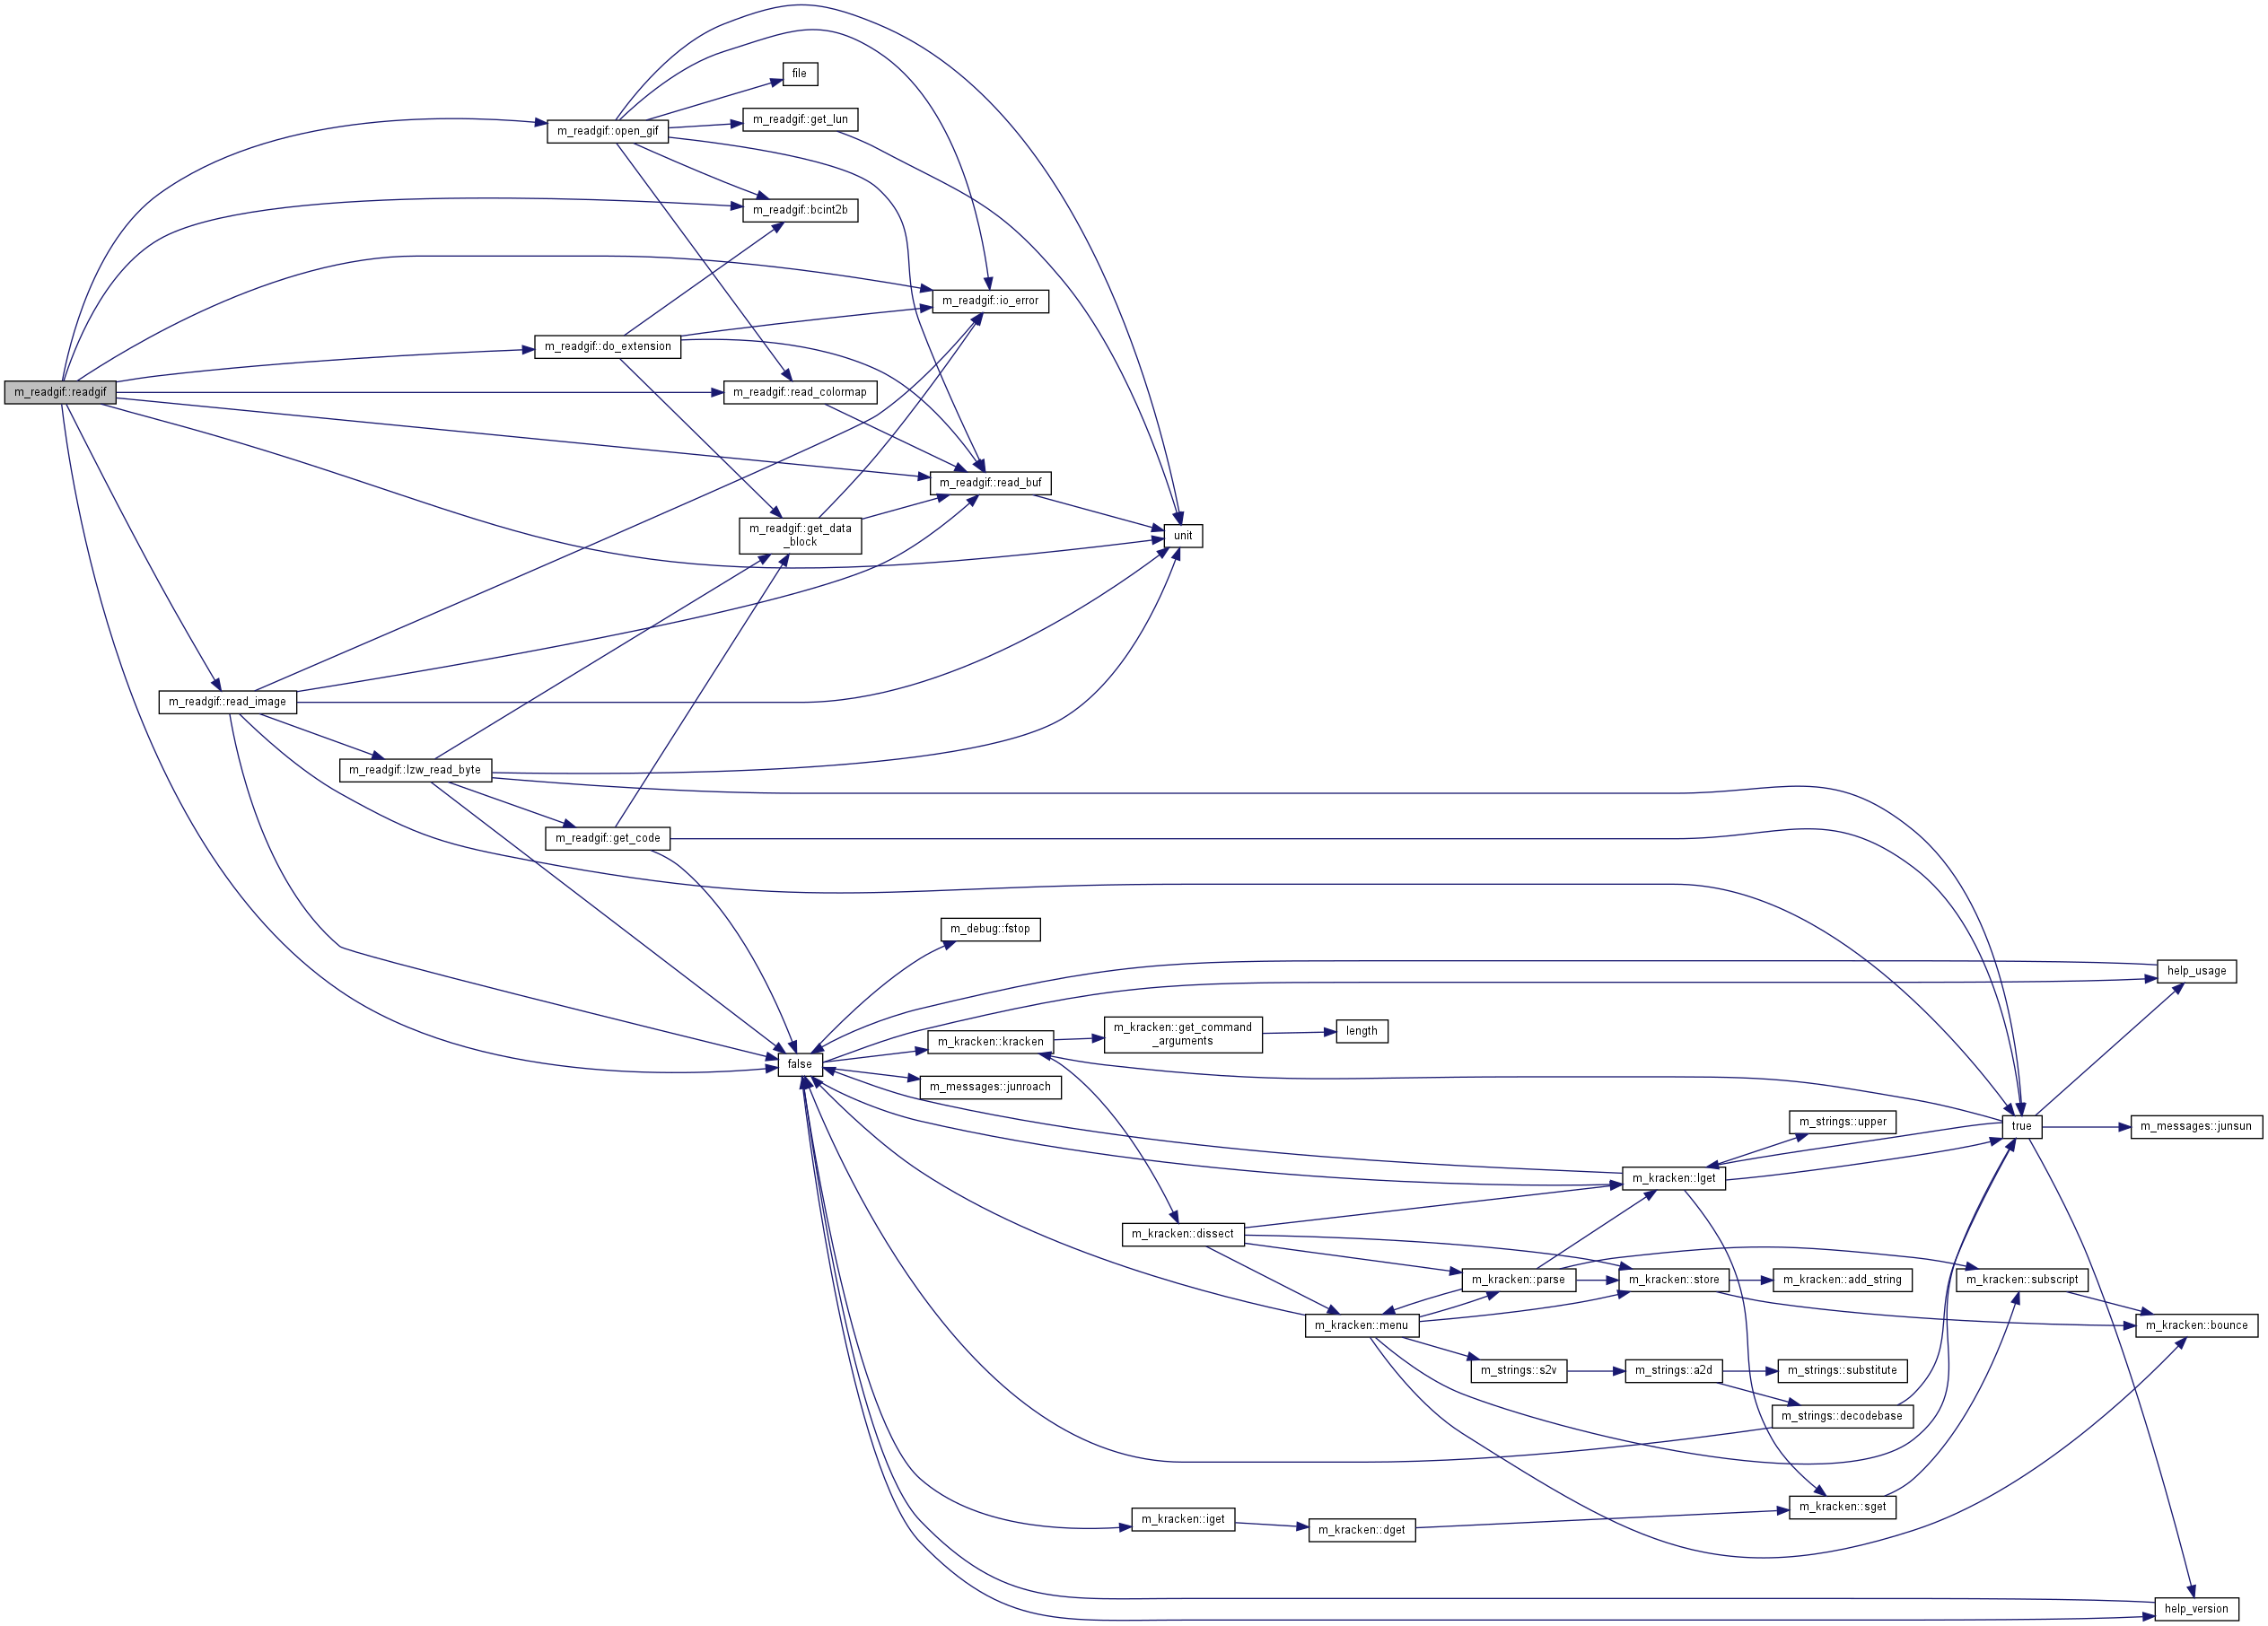 file
m_readgif::get_lun
m_readgif::open_gif
m_readgif::bcint2b
m_readgif::io_error
m_readgif::do_extension
m_readgif::readgif
m_readgif::read_colormap
m_readgif::read_buf
m_readgif::get_data
_block
unit
m_readgif::read_image
m_readgif::lzw_read_byte
m_readgif::get_code
m_debug::fstop
help_usage
m_kracken::get_command
_arguments
length
m_kracken::kracken
false
m_messages::junroach
m_strings::upper
true
m_messages::junsun
m_kracken::lget
m_kracken::dissect
m_kracken::parse
m_kracken::store
m_kracken::add_string
m_kracken::subscript
m_kracken::menu
m_kracken::bounce
m_strings::s2v
m_strings::a2d
m_strings::substitute
m_strings::decodebase
m_kracken::sget
m_kracken::iget
m_kracken::dget
help_version